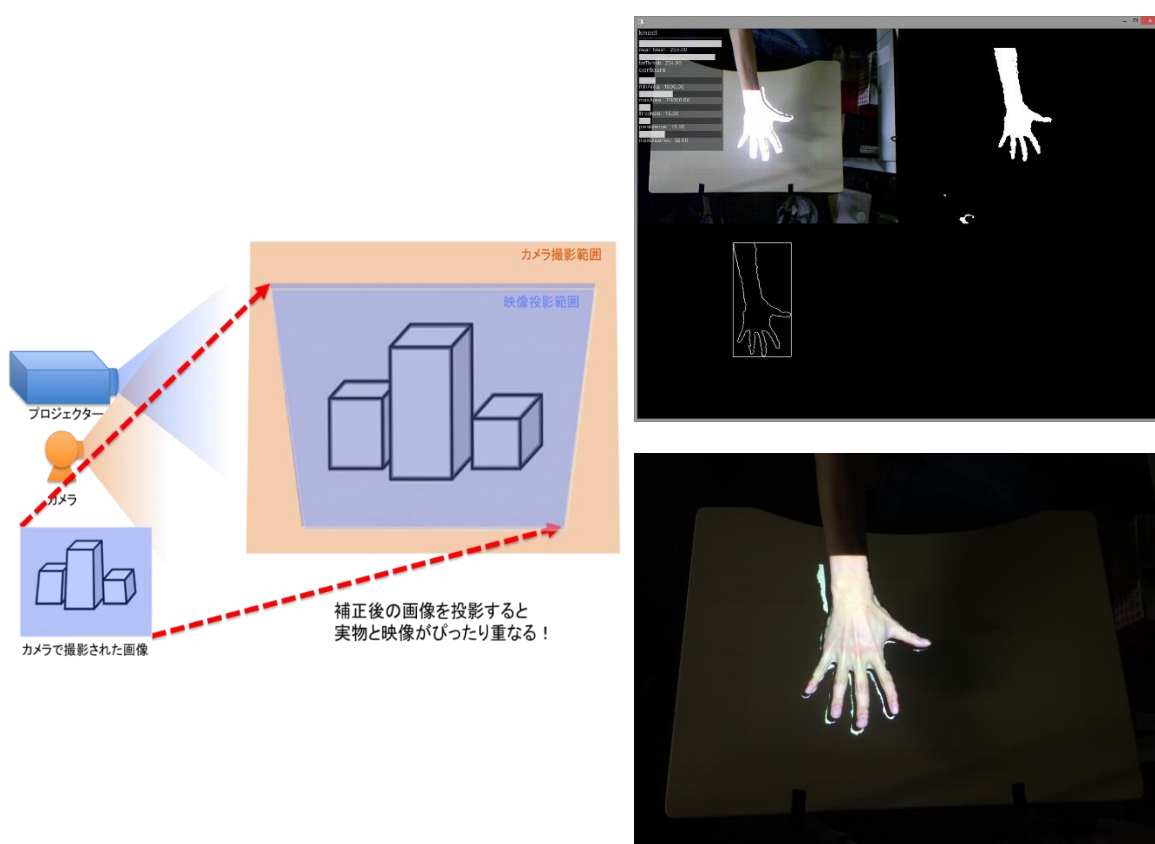 カメラ撮影範囲
映像投影範囲
プロジェクター
カメラ
カメラで撮影された画像
補正後の画像を投影すると
実物と映像がぴったり重なる！
kinect
contours